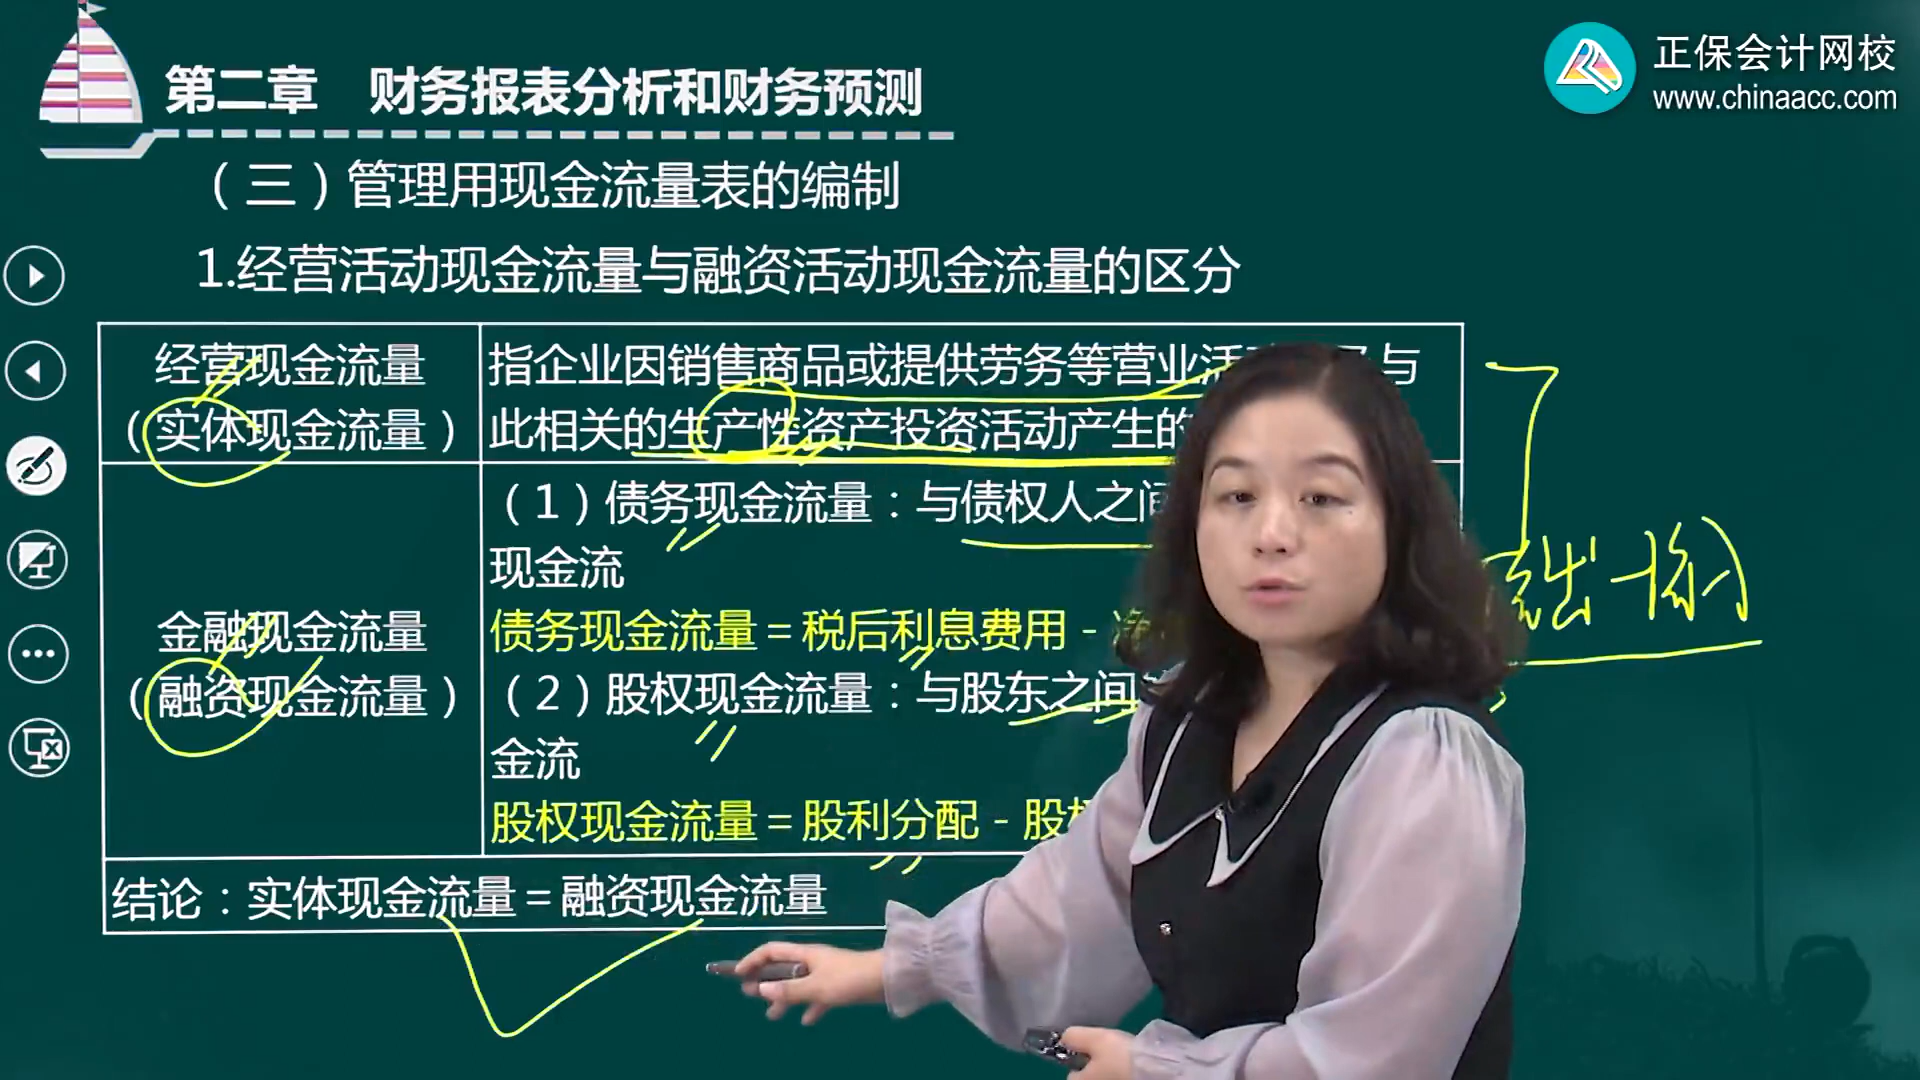 正保会计网校
www.chinaacc.com
第二章 财务报表分析和财务预测
（三）管理用现金流量表的编制
1.经营活动现金流量与融资活动现金流量的区分
经营现金流量
（实体现金流量）
指企业因销售商品或提供劳务等营业活 与
此相关的生产性资产投资活动产生的
金融现金流量
（融资现金流量）
（1）债务现金流量：与债权人之间
现金流
债务现金流量＝税后利息费用－净
（2）股权现金流量：与股东之间
金流
股权现金流量＝股利分配－股权
结论：实体现金流量＝融资现金流量